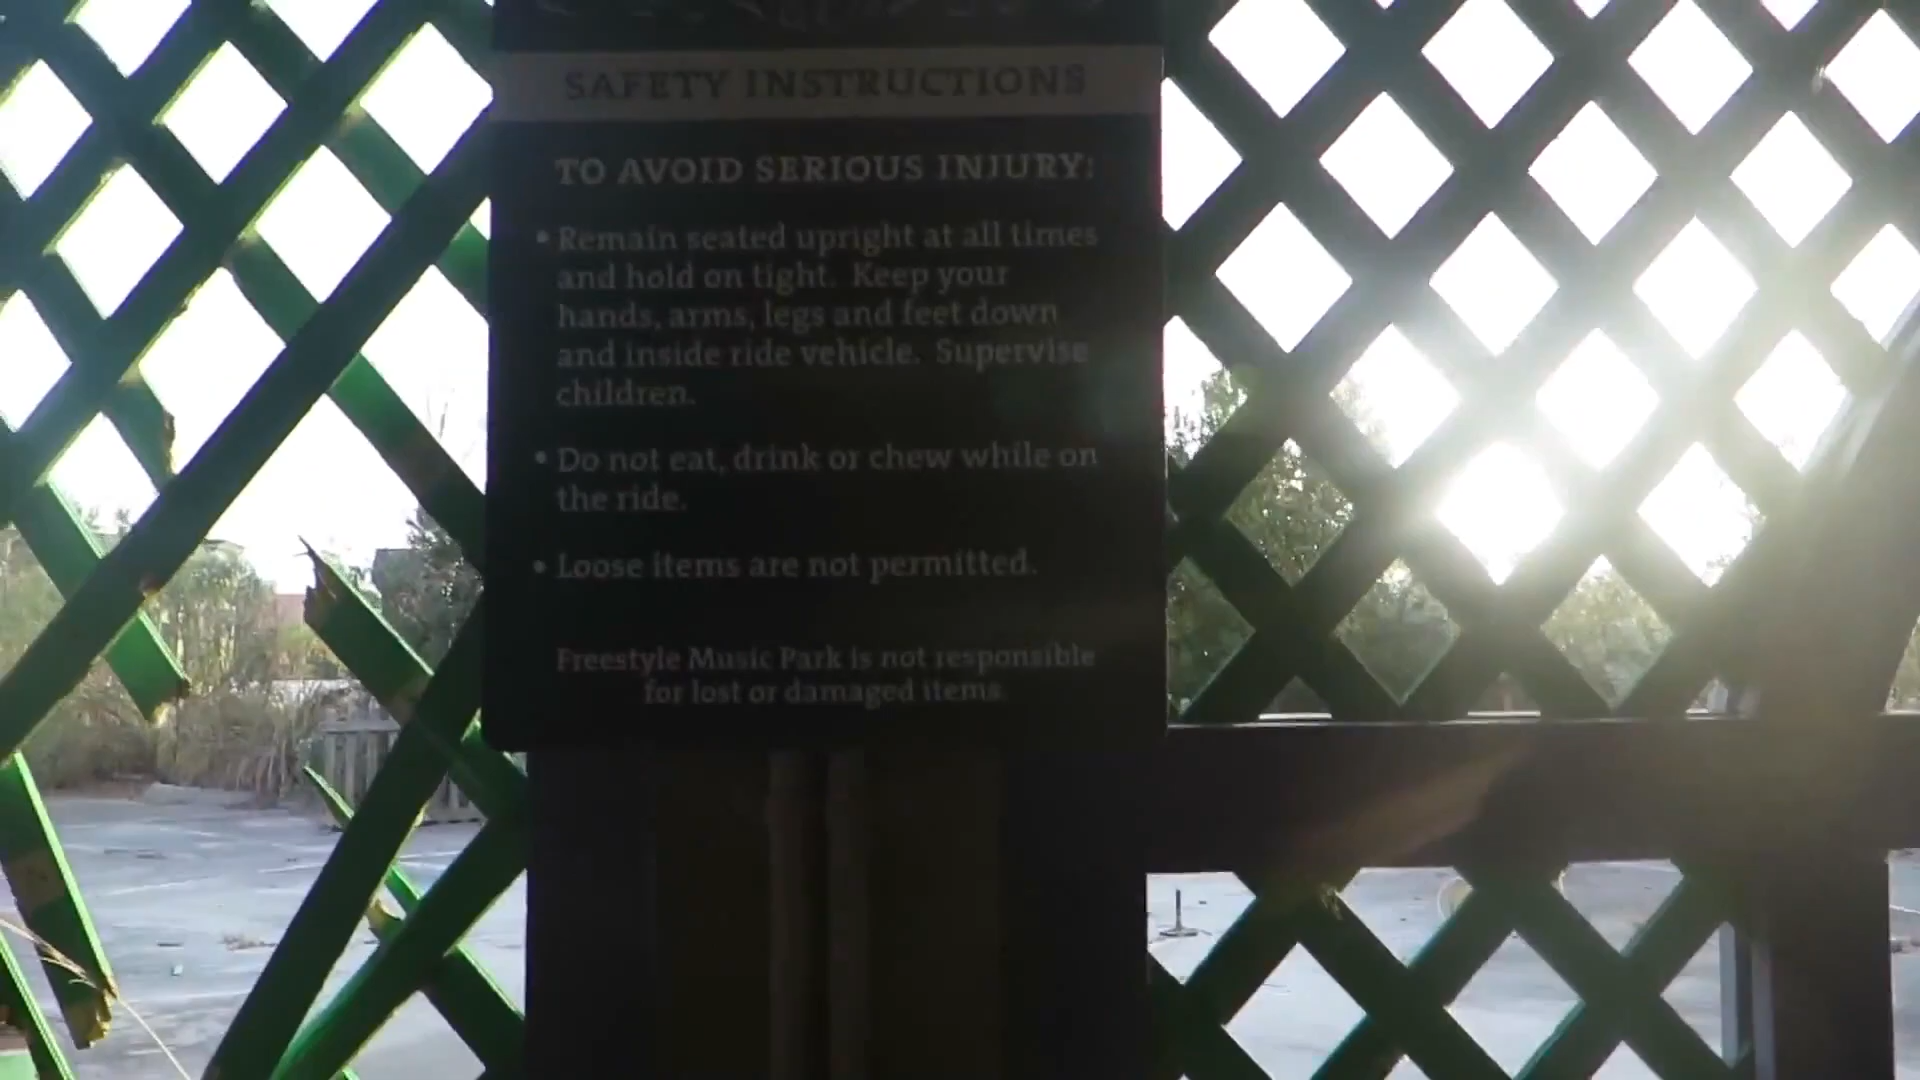 SAFETY INSTRUCTIONS
TO AVOID SERIOUS INJURY:
• Remain seated upright at all times
and hold on tight. Keep your
hands, arms, legs and feet down
and inside ride vehicle. Supervise
children.
• Do not eat, drink or chew while on
the ride.
• Loose items are not permitted.
Freestyle Music Park is not responsible
for lost or damaged items.